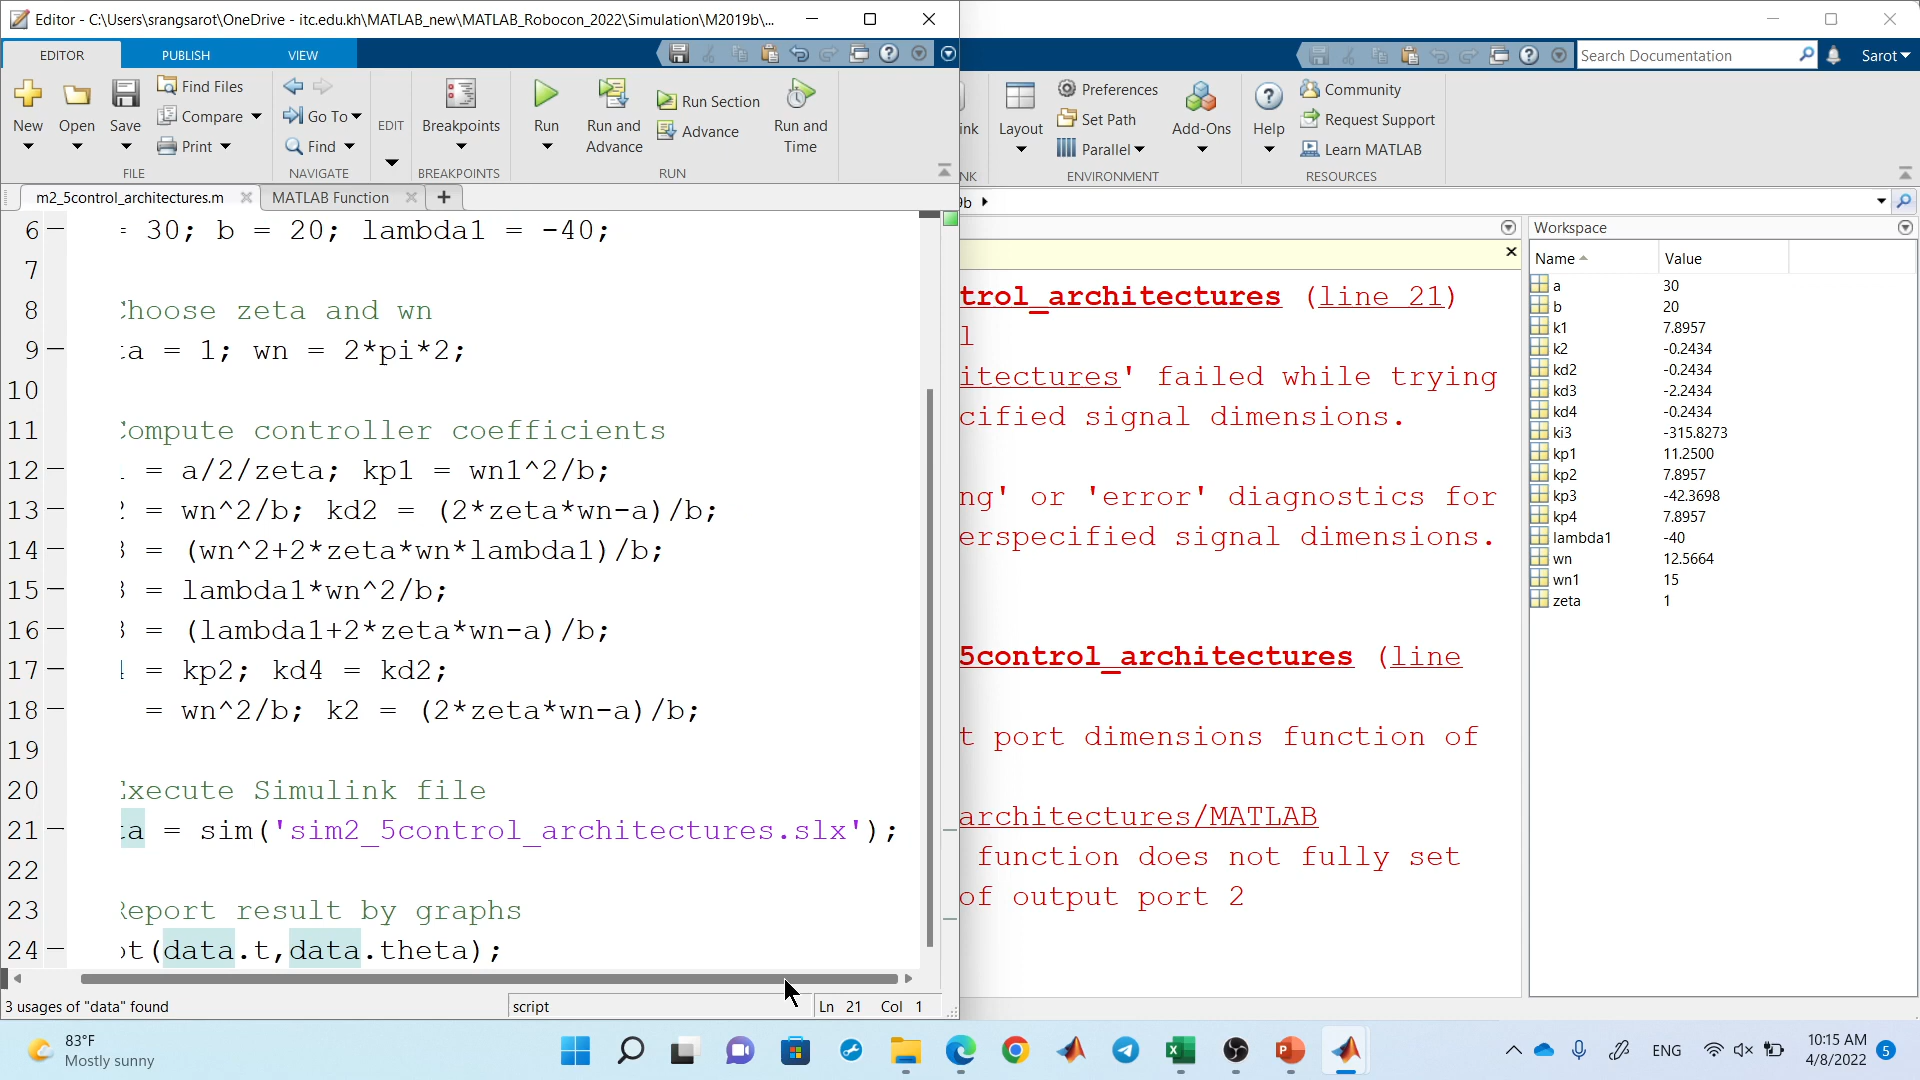 Editor - C:\Users\srangsarot\OneDrive - itc.edu.kh\MATLAB_new\MATLAB_Robocon_2022\Simulation\M2019b\...
EDITOR
PUBLISH
VIEW
Search Documentation
Sarot
New
Open
Save
Find Files
Compare
Print
FILE
Go To
Find
NAVIGATE
EDIT
Breakpoints
BREAKPOINTS
Run
Run and Advance
Run Section
Advance
Run and Time
RUN
ink
NK
Layout
Preferences
Set Path
Parallel
ENVIRONMENT
Add-Ons
Help
Community
Request Support
Learn MATLAB
RESOURCES
m2_5control_architectures.m
MATLAB Function
9b
6 = 30; b = 20; lambda1 = -40;
7
8 hoose zeta and wn
9 a = 1; wn = 2*pi*2;
10
11 ompute controller coefficients
12 = a/2/zeta; kp1 = wn1^2/b;
13 = wn^2/b; kd2 = (2*zeta*wn-a)/b;
14 = (wn^2+2*zeta*wn*lambda1)/b;
15 = lambda1*wn^2/b;
16 = (lambda1+2*zeta*wn-a)/b;
17 = kp2; kd4 = kd2;
18 = wn^2/b; k2 = (2*zeta*wn-a)/b;
19
20 xecute Simulink file
21 a = sim('sim2_5control_architectures.slx');
22
23 Report result by graphs
24 ot(data.t,data.theta);
3 usages of "data" found
script
Ln 21 Col 1
trol_architectures (line 21)
l
itectures' failed while trying
cified signal dimensions.
ng' or 'error' diagnostics for
erspecified signal dimensions.
5control_architectures (line
t port dimensions function of
architectures/MATLAB
function does not fully set
of output port 2
Workspace
Name Value
a 30
b 20
k1 7.8957
k2 -0.2434
kd2 -0.2434
kd3 -2.2434
kd4 -0.2434
ki3 -315.8273
kp1 11.2500
kp2 7.8957
kp3 -42.3698
kp4 7.8957
lambda1 -40
wn 12.5664
wn1 15
zeta 1
83°F
Mostly sunny
ENG
10:15 AM
4/8/2022
5